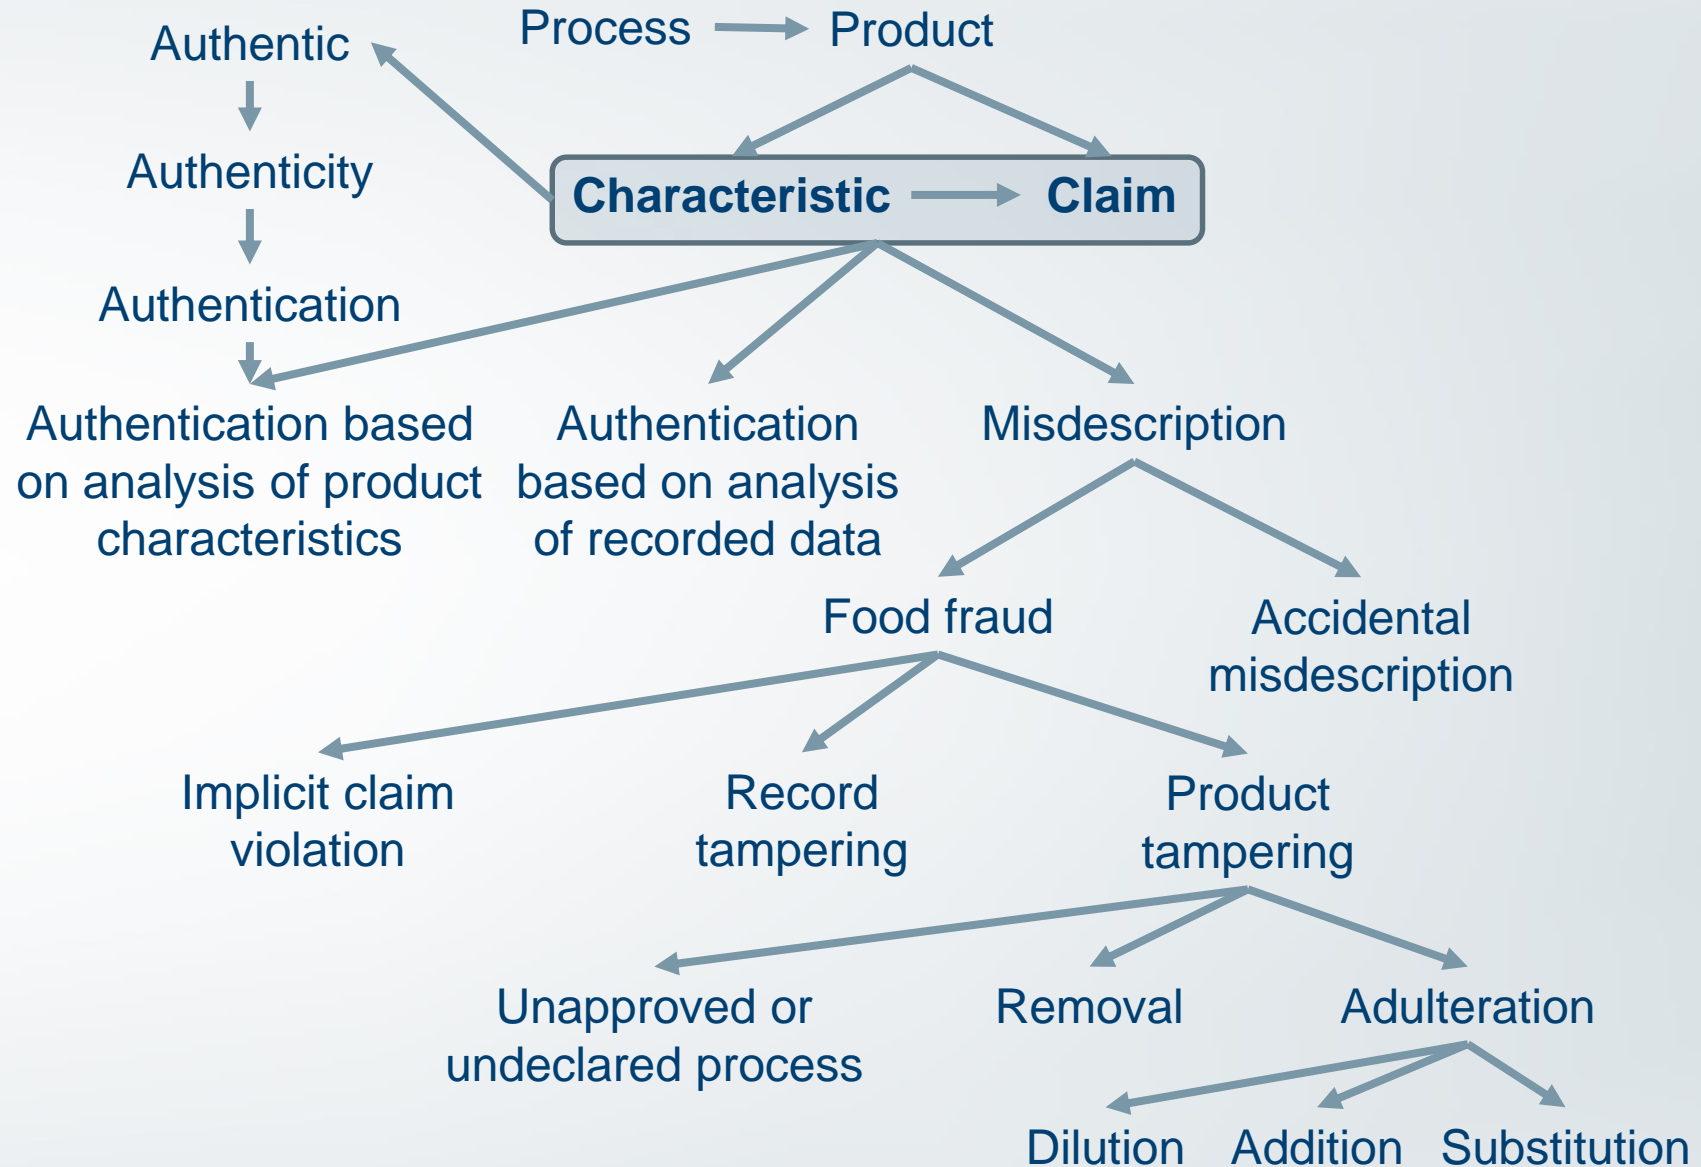 Authentic
Process
Product
Authenticity
Characteristic
Claim
Authentication
Authentication based
on analysis of product
characteristics
Authentication
based on analysis
of recorded data
Misdescription
Food fraud
Accidental
misdescription
Implicit claim
violation
Record
tampering
Product
tampering
Unapproved or
undeclared process
Removal
Adulteration
Dilution
Addition
Substitution